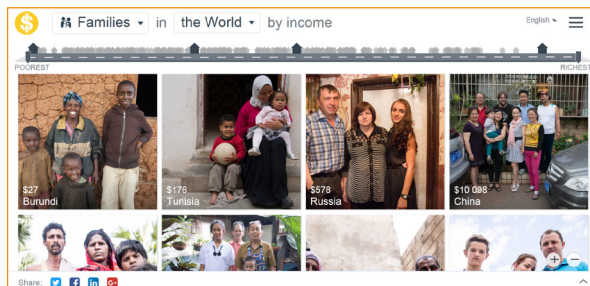 $ Families in the World by income English
POOREST RICHEST
$27 $176 $578 $10 098
Burundi Tunisia Russia China
+ −
Share: f in G+